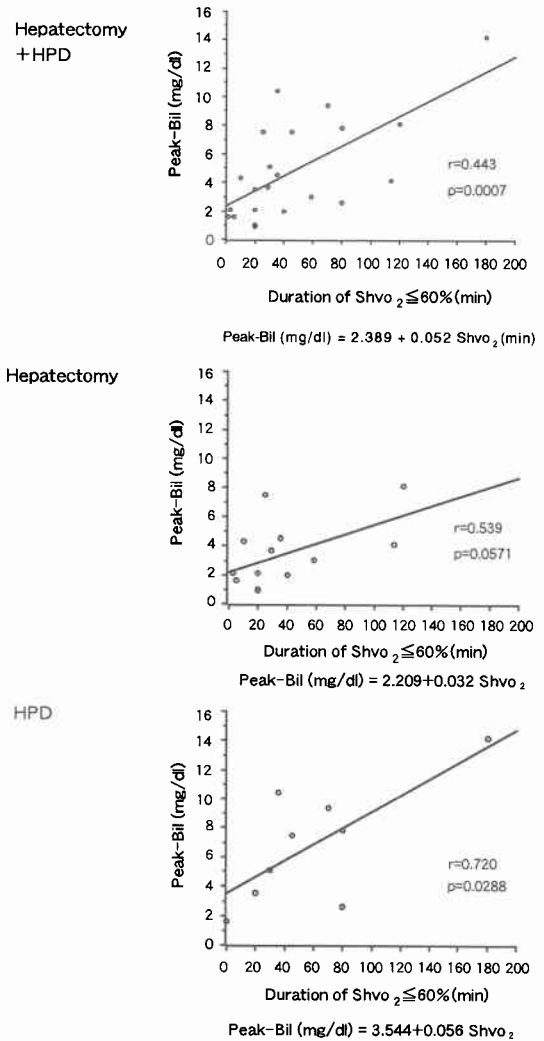 Hepatectomy
+HPD
Peak-Bil (mg/dl)
16
14
12
10
8
6
4
2
0
r=0.443
p=0.0007
0 20 40 60 80 100 120 140 160 180 200
Duration of Shvo₂≦60%(min)
Peak-Bil (mg/dl) = 2.389 + 0.052 Shvo₂(min)
Hepatectomy
Peak-Bil (mg/dl)
16
14
12
10
8
6
4
2
0
r=0.539
p=0.0571
0 20 40 60 80 100 120 140 160 180 200
Duration of Shvo₂≦60%(min)
Peak-Bil (mg/dl) = 2.209+0.032 Shvo₂
HPD
Peak-Bil (mg/dl)
16
14
12
10
8
6
4
2
0
r=0.720
p=0.0288
0 20 40 60 80 100 120 140 160 180 200
Duration of Shvo₂≦60%(min)
Peak-Bil (mg/dl) = 3.544+0.056 Shvo₂